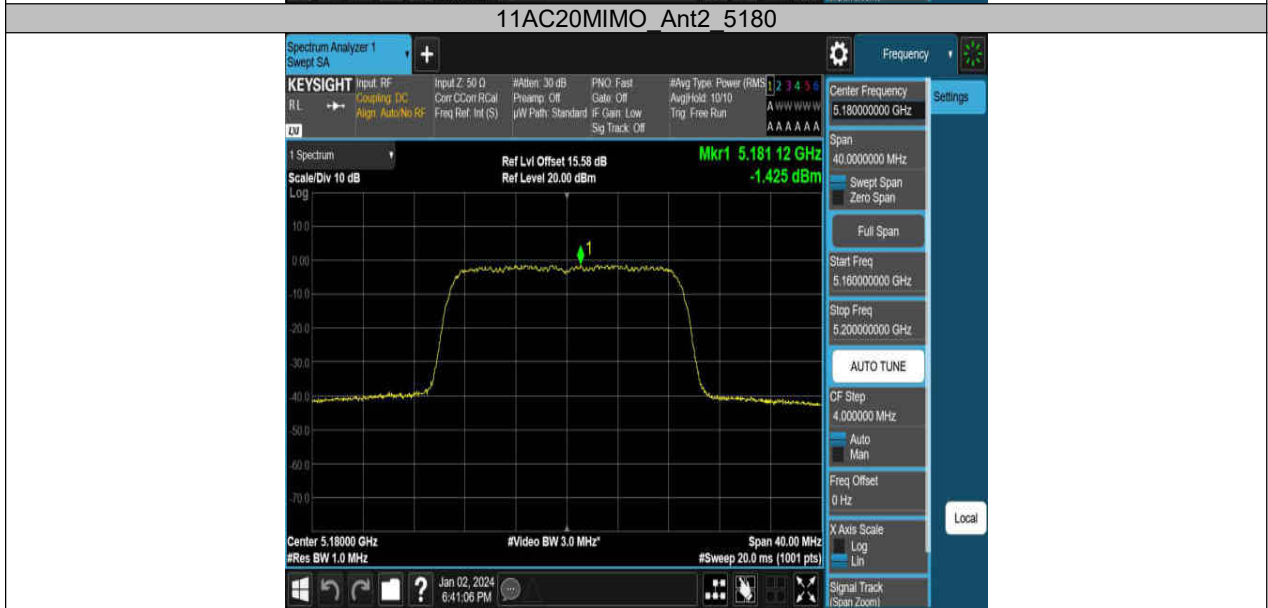 11AC20MIMO_Ant2_5180
Spectrum Analyzer 1
Swept SA
+
Frequency
KEYSIGHT
RL
LXI
Input: RF
Coupling: DC
Align: Auto/No RF
Input Z: 50 Ω
Corr CCorr RCal
Freq Ref: Int (S)
#Atten: 30 dB
Preamp: Off
µW Path: Standard
PNO: Fast
Gate: Off
IF Gain: Low
Sig Track: Off
#Avg Type: Power (RMS
Avg|Hold: 10/10
Trig: Free Run
1 2 3 4 5 6
A W W W W W
A A A A A A
Center Frequency
5.180000000 GHz
Settings
Span
40.0000000 MHz
Swept Span
Zero Span
Full Span
Start Freq
5.160000000 GHz
Stop Freq
5.200000000 GHz
AUTO TUNE
CF Step
4.000000 MHz
Auto
Man
Freq Offset
0 Hz
X Axis Scale
Log
Lin
Signal Track
(Span Zoom)
Local
1 Spectrum
Scale/Div 10 dB
Log
Ref Lvl Offset 15.58 dB
Ref Level 20.00 dBm
Mkr1 5.181 12 GHz
-1.425 dBm
1
10.0
0.00
-10.0
-20.0
-30.0
-40.0
-50.0
-60.0
-70.0
Center 5.18000 GHz
#Res BW 1.0 MHz
#Video BW 3.0 MHz*
Span 40.00 MHz
#Sweep 20.0 ms (1001 pts)
?
Jan 02, 2024
6:41:06 PM